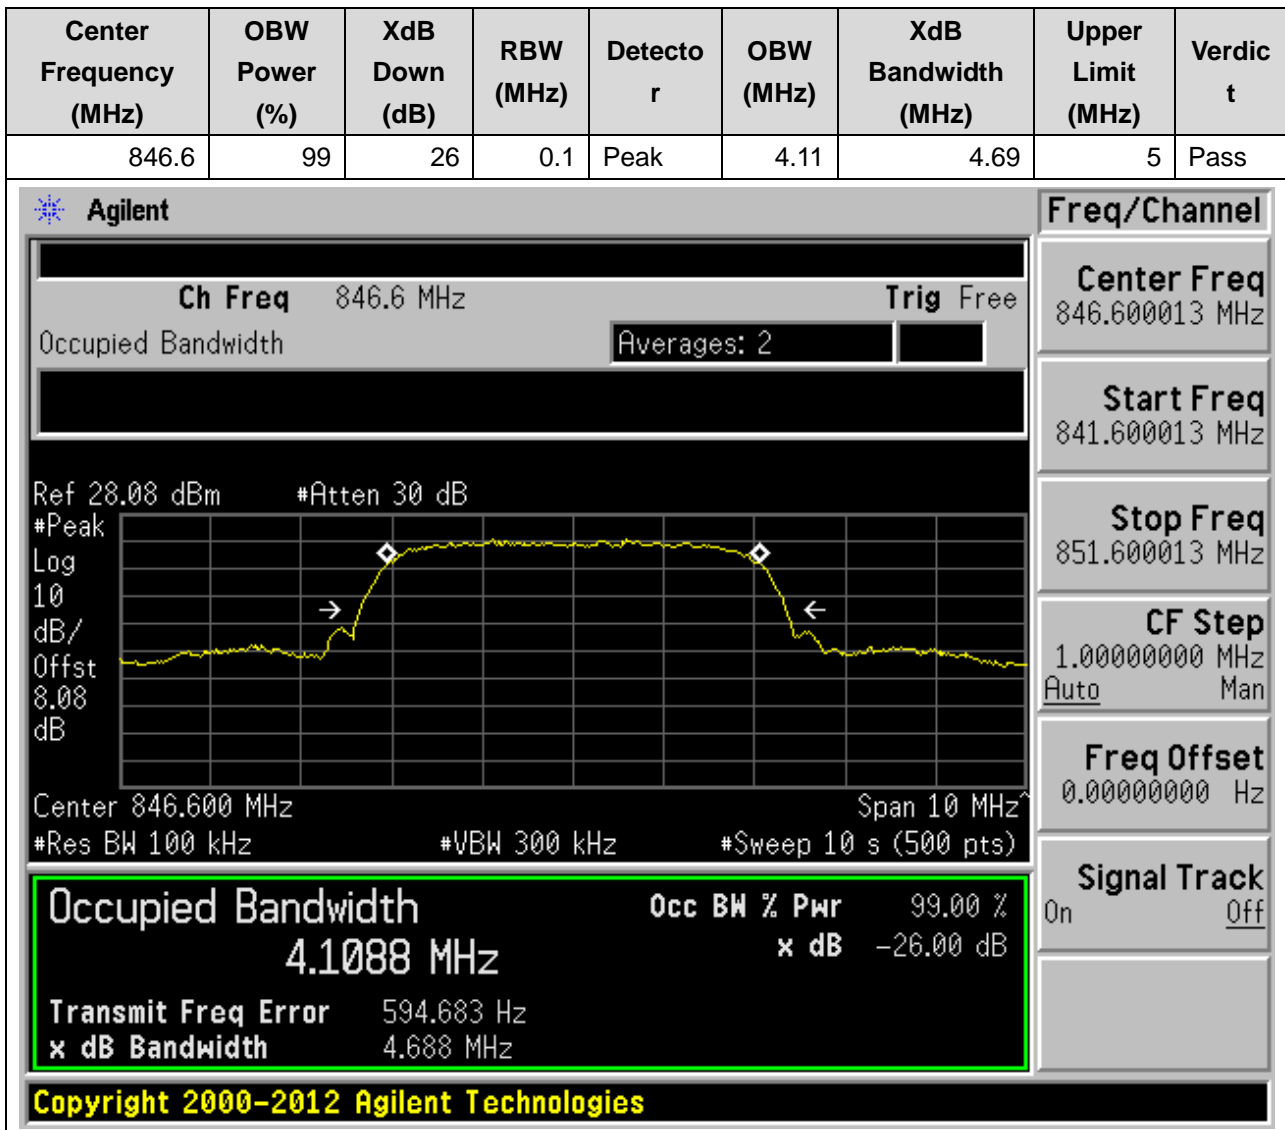 Center
Frequency
(MHz)
OBW
Power
(%)
XdB
Down
(dB)
RBW
(MHz)
Detecto
r
OBW
(MHz)
XdB
Bandwidth
(MHz)
Upper
Limit
(MHz)
Verdic
t
846.6 99 26 0.1 Peak 4.11 4.69 5 Pass
Agilent
Ch Freq 846.6 MHz Trig Free
Occupied Bandwidth Averages: 2
Ref 28.08 dBm #Atten 30 dB
#Peak
Log
10
dB/
Offst
8.08
dB
Center 846.600 MHz Span 10 MHz^
#Res BW 100 kHz #VBW 300 kHz #Sweep 10 s (500 pts)
Occupied Bandwidth
4.1088 MHz
Occ BW % Pwr 99.00 %
x dB -26.00 dB
Transmit Freq Error 594.683 Hz
x dB Bandwidth 4.688 MHz
Copyright 2000-2012 Agilent Technologies
Freq/Channel
Center Freq
846.600013 MHz
Start Freq
841.600013 MHz
Stop Freq
851.600013 MHz
CF Step
1.00000000 MHz
Auto Man
Freq Offset
0.00000000 Hz
Signal Track
On Off